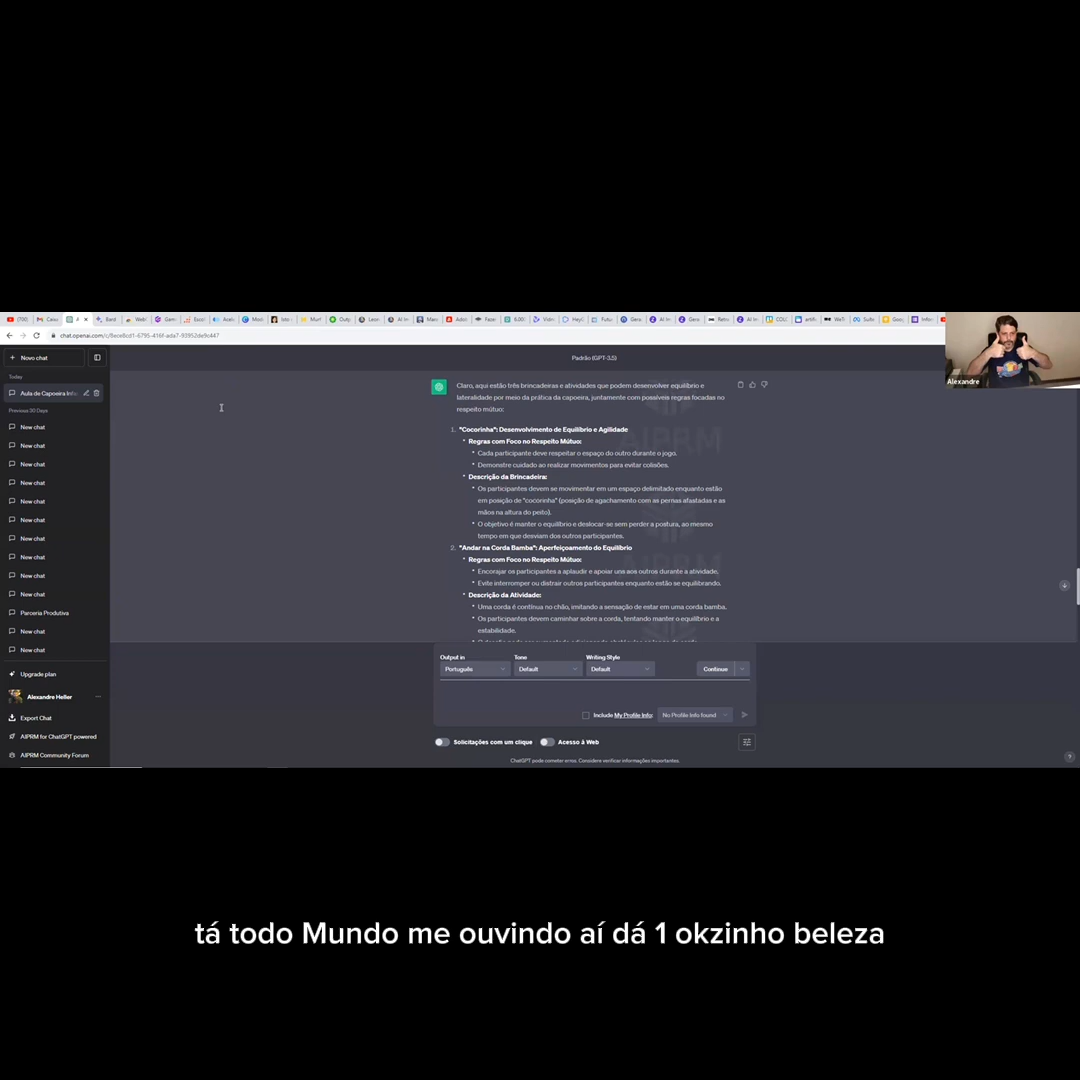 chat.openai.com/c/
Novo chat
Padrão (GPT-3.5)
Today
Aula de Capoeira Infa
Previous 30 Days
New chat
New chat
New chat
New chat
New chat
New chat
New chat
New chat
New chat
New chat
Parceria Produtiva
New chat
New chat
Upgrade plan
Alexandre Heller
Export Chat
AIPRM for ChatGPT powered
AIPRM Community Forum
Claro, aqui estão três brincadeiras e atividades que podem desenvolver equilíbrio e
lateralidade por meio da prática da capoeira, juntamente com possíveis regras focadas no
respeito mútuo:
1. "Cocorinha": Desenvolvimento de Equilíbrio e Agilidade
• Regras com Foco no Respeito Mútuo:
• Cada participante deve respeitar o espaço do outro durante o jogo.
• Demonstre cuidado ao realizar movimentos para evitar colisões.
• Descrição da Brincadeira:
• Os participantes devem se movimentar em um espaço delimitado enquanto estão
em posição de "cocorinha" (posição de agachamento com as pernas afastadas e as
mãos na altura do peito).
• O objetivo é manter o equilíbrio e deslocar-se sem perder a postura, ao mesmo
tempo em que desviam dos outros participantes.
2. "Andar na Corda Bamba": Aperfeiçoamento do Equilíbrio
• Regras com Foco no Respeito Mútuo:
• Encorajar os participantes a aplaudir e apoiar uns aos outros durante a atividade.
• Evite interromper ou distrair outros participantes enquanto estão se equilibrando.
• Descrição da Atividade:
• Uma corda é contínua no chão, imitando a sensação de estar em uma corda bamba.
• Os participantes devem caminhar sobre a corda, tentando manter o equilíbrio e a
estabilidade.
AIPRM
AIPRM
Output in
Tone
Writing Style
Português
Default
Default
Continue
Include My Profile Info:
No Profile Info found
Solicitações com um clique
Acesso à Web
ChatGPT pode cometer erros. Considere verificar informações importantes.
Alexandre
tá todo Mundo me ouvindo aí dá 1 okzinho beleza